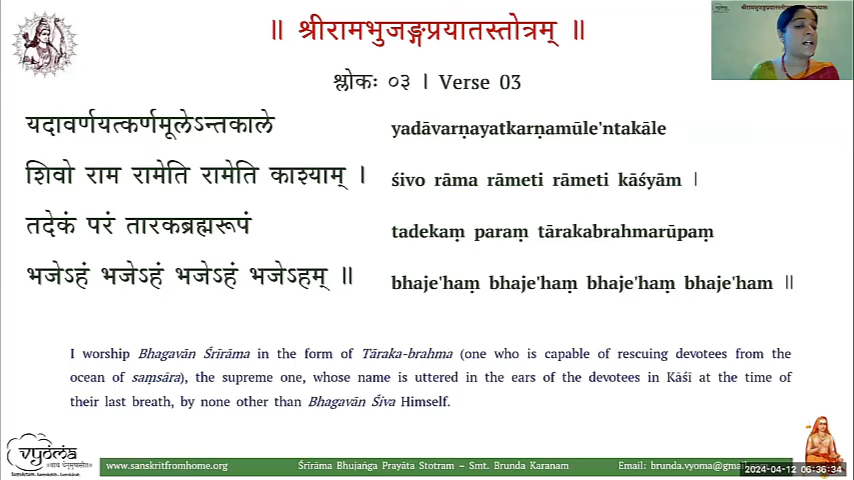 ॥ श्रीरामभुजङ्गप्रयातस्तोत्रम् ॥
श्लोकः ०३ । Verse 03
यदावर्णयत्कर्णमूलेऽन्तकाले
शिवो राम रामेति रामेति काश्याम् ।
तदेकं परं तारकब्रह्मरूपं
भजेऽहं भजेऽहं भजेऽहं भजेऽहम् ॥
yadāvarṇayatkarṇamūle'ntakāle
śivo rāma rāmeti rāmeti kāśyām |
tadekaṃ paraṃ tārakabrahmarūpaṃ
bhaje'haṃ bhaje'haṃ bhaje'haṃ bhaje'ham ||
I worship Bhagavān Śrīrāma in the form of Tāraka-brahma (one who is capable of rescuing devotees from the
ocean of saṃsāra), the supreme one, whose name is uttered in the ears of the devotees in Kāśī at the time of
their last breath, by none other than Bhagavān Śiva Himself.
vyoma
www.sanskritfromhome.org
Śrīrāma Bhujaṅga Prayāta Stotram – Smt. Brunda Karanam
Email: brunda.vyoma@gmail
2024-04-12 06:36:34